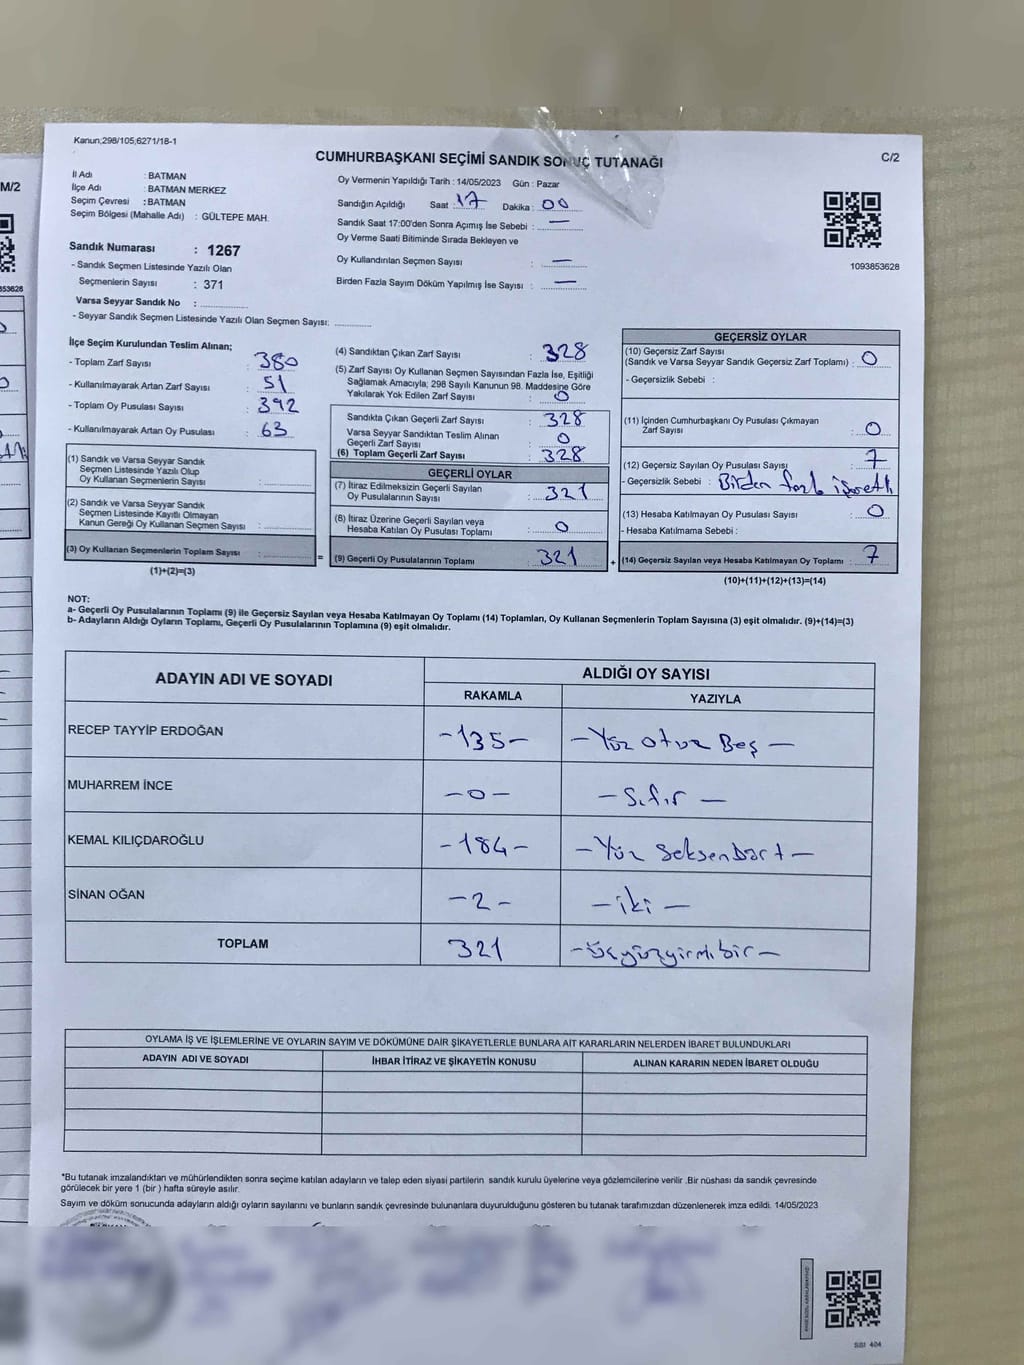 Kanun;298/105;6271/18-1
CUMHURBAŞKANI SEÇİMİ SANDIK SONUÇ TUTANAĞI
C/2
İl Adı : BATMAN
İlçe Adı : BATMAN MERKEZ
Seçim Çevresi : BATMAN
Seçim Bölgesi (Mahalle Adı) : GÜLTEPE MAH.
Sandık Numarası : 1267
- Sandık Seçmen Listesinde Yazılı Olan
Seçmenlerin Sayısı : 371
Varsa Seyyar Sandık No :
- Seyyar Sandık Seçmen Listesinde Yazılı Olan Seçmen Sayısı:
Oy Vermenin Yapıldığı Tarih : 14/05/2023 Gün : Pazar
Sandığın Açıldığı Saat : 17 Dakika : 00
Sandık Saat 17:00'den Sonra Açımış İse Sebebi : —
Oy Verme Saati Bitiminde Sırada Bekleyen ve
Oy Kullandırılan Seçmen Sayısı : —
Birden Fazla Sayım Döküm Yapılmış İse Sayısı : —
1093853628
İlçe Seçim Kurulundan Teslim Alınan;
- Toplam Zarf Sayısı : 380
- Kullanılmayarak Artan Zarf Sayısı : 51
- Toplam Oy Pusulası Sayısı : 392
- Kullanılmayarak Artan Oy Pusulası : 63
(1) Sandık ve Varsa Seyyar Sandık
Seçmen Listesinde Yazılı Olup
Oy Kullanan Seçmenlerin Sayısı :
(2) Sandık ve Varsa Seyyar Sandık
Seçmen Listesinde Kayıtlı Olmayan
Kanun Gereği Oy Kullanan Seçmen Sayısı :
(3) Oy Kullanan Seçmenlerin Toplam Sayısı :
(1)+(2)=(3)
=
(4) Sandıktan Çıkan Zarf Sayısı : 328
(5) Zarf Sayısı Oy Kullanan Seçmen Sayısından Fazla İse, Eşitliği
Sağlamak Amacıyla; 298 Sayılı Kanunun 98. Maddesine Göre
Yakılarak Yok Edilen Zarf Sayısı : 0
Sandıkta Çıkan Geçerli Zarf Sayısı : 328
Varsa Seyyar Sandıktan Teslim Alınan
Geçerli Zarf Sayısı : 0
(6) Toplam Geçerli Zarf Sayısı : 328
GEÇERLİ OYLAR
(7) İtiraz Edilmeksizin Geçerli Sayılan
Oy Pusulalarının Sayısı : 321
(8) İtiraz Üzerine Geçerli Sayılan veya
Hesaba Katılan Oy Pusulası Toplamı : 0
(9) Geçerli Oy Pusulalarının Toplamı : 321
+
GEÇERSİZ OYLAR
(10) Geçersiz Zarf Sayısı
(Sandık ve Varsa Seyyar Sandık Geçersiz Zarf Toplamı) : 0
- Geçersizlik Sebebi :
(11) İçinden Cumhurbaşkanı Oy Pusulası Çıkmayan
Zarf Sayısı : 0
(12) Geçersiz Sayılan Oy Pusulası Sayısı : 7
- Geçersizlik Sebebi : Birden fazla işaretli
(13) Hesaba Katılmayan Oy Pusulası Sayısı : 0
- Hesaba Katılmama Sebebi :
(14) Geçersiz Sayılan veya Hesaba Katılmayan Oy Toplamı : 7
(10)+(11)+(12)+(13)=(14)
NOT:
a- Geçerli Oy Pusulalarının Toplamı (9) ile Geçersiz Sayılan veya Hesaba Katılmayan Oy Toplamı (14) Toplamları, Oy Kullanan Seçmenlerin Toplam Sayısına (3) eşit olmalıdır. (9)+(14)=(3)
b- Adayların Aldığı Oyların Toplamı, Geçerli Oy Pusulalarının Toplamına (9) eşit olmalıdır.
ADAYIN ADI VE SOYADI ALDIĞI OY SAYISI
RAKAMLA YAZIYLA
RECEP TAYYİP ERDOĞAN -135- -Yüz otuz Beş-
MUHARREM İNCE -0- -Sıfır-
KEMAL KILIÇDAROĞLU -184- -Yüz Seksendört-
SİNAN OĞAN -2- -iki-
TOPLAM 321 -Üçyüzyirmibir-
OYLAMA İŞ VE İŞLEMLERİNE VE OYLARIN SAYIM VE DÖKÜMÜNE DAİR ŞİKAYETLERLE BUNLARA AİT KARARLARIN NELERDEN İBARET BULUNDUKLARI
ADAYIN ADI VE SOYADI İHBAR İTİRAZ VE ŞİKAYETİN KONUSU ALINAN KARARIN NEDEN İBARET OLDUĞU
*Bu tutanak imzalandıktan ve mühürlendikten sonra seçime katılan adayların ve talep eden siyasi partilerin sandık kurulu üyelerine veya gözlemcilerine verilir .Bir nüshası da sandık çevresinde
görülecek bir yere 1 (bir ) hafta süreyle asılır.
Sayım ve döküm sonucunda adayların aldığı oyların sayılarını ve bunların sandık çevresinde bulunanlara duyurulduğunu gösteren bu tutanak tarafımızdan düzenlenerek imza edildi. 14/05/2023
SSI 404
M/2
853628